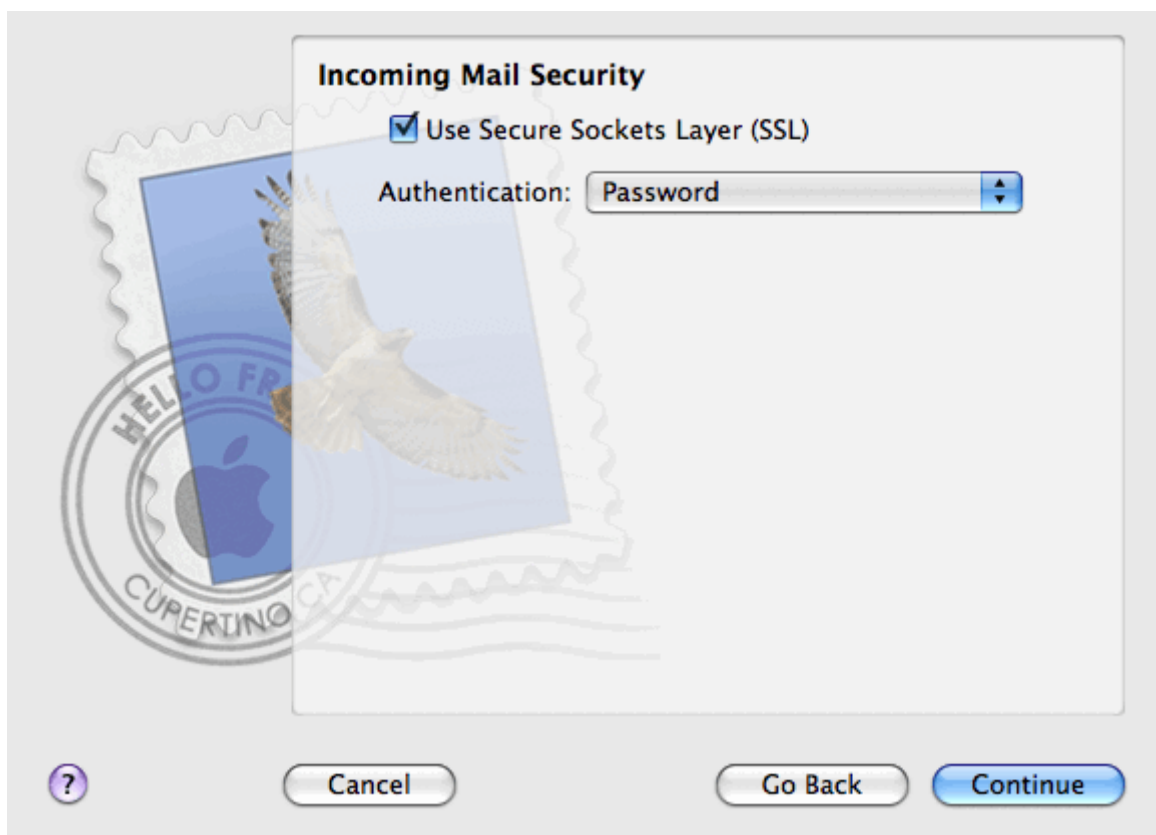 Incoming Mail Security
Use Secure Sockets Layer (SSL)
Authentication: Password
HELLO FR
CUPERTINO CA
? Cancel Go Back Continue